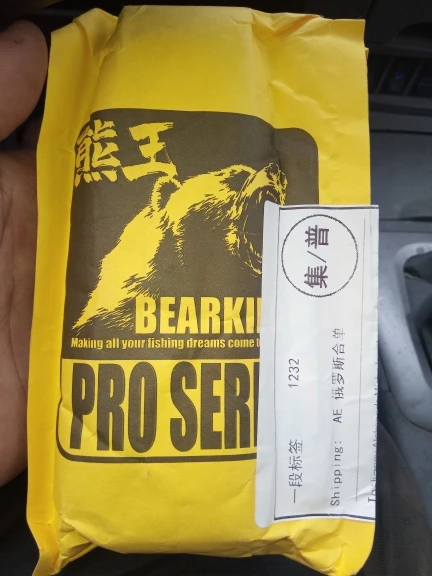 熊王
BEARKI
Making all your fishing dreams come t
PRO SERI
集/普
一段标签 1232
Shipping: AE 俄罗斯合单